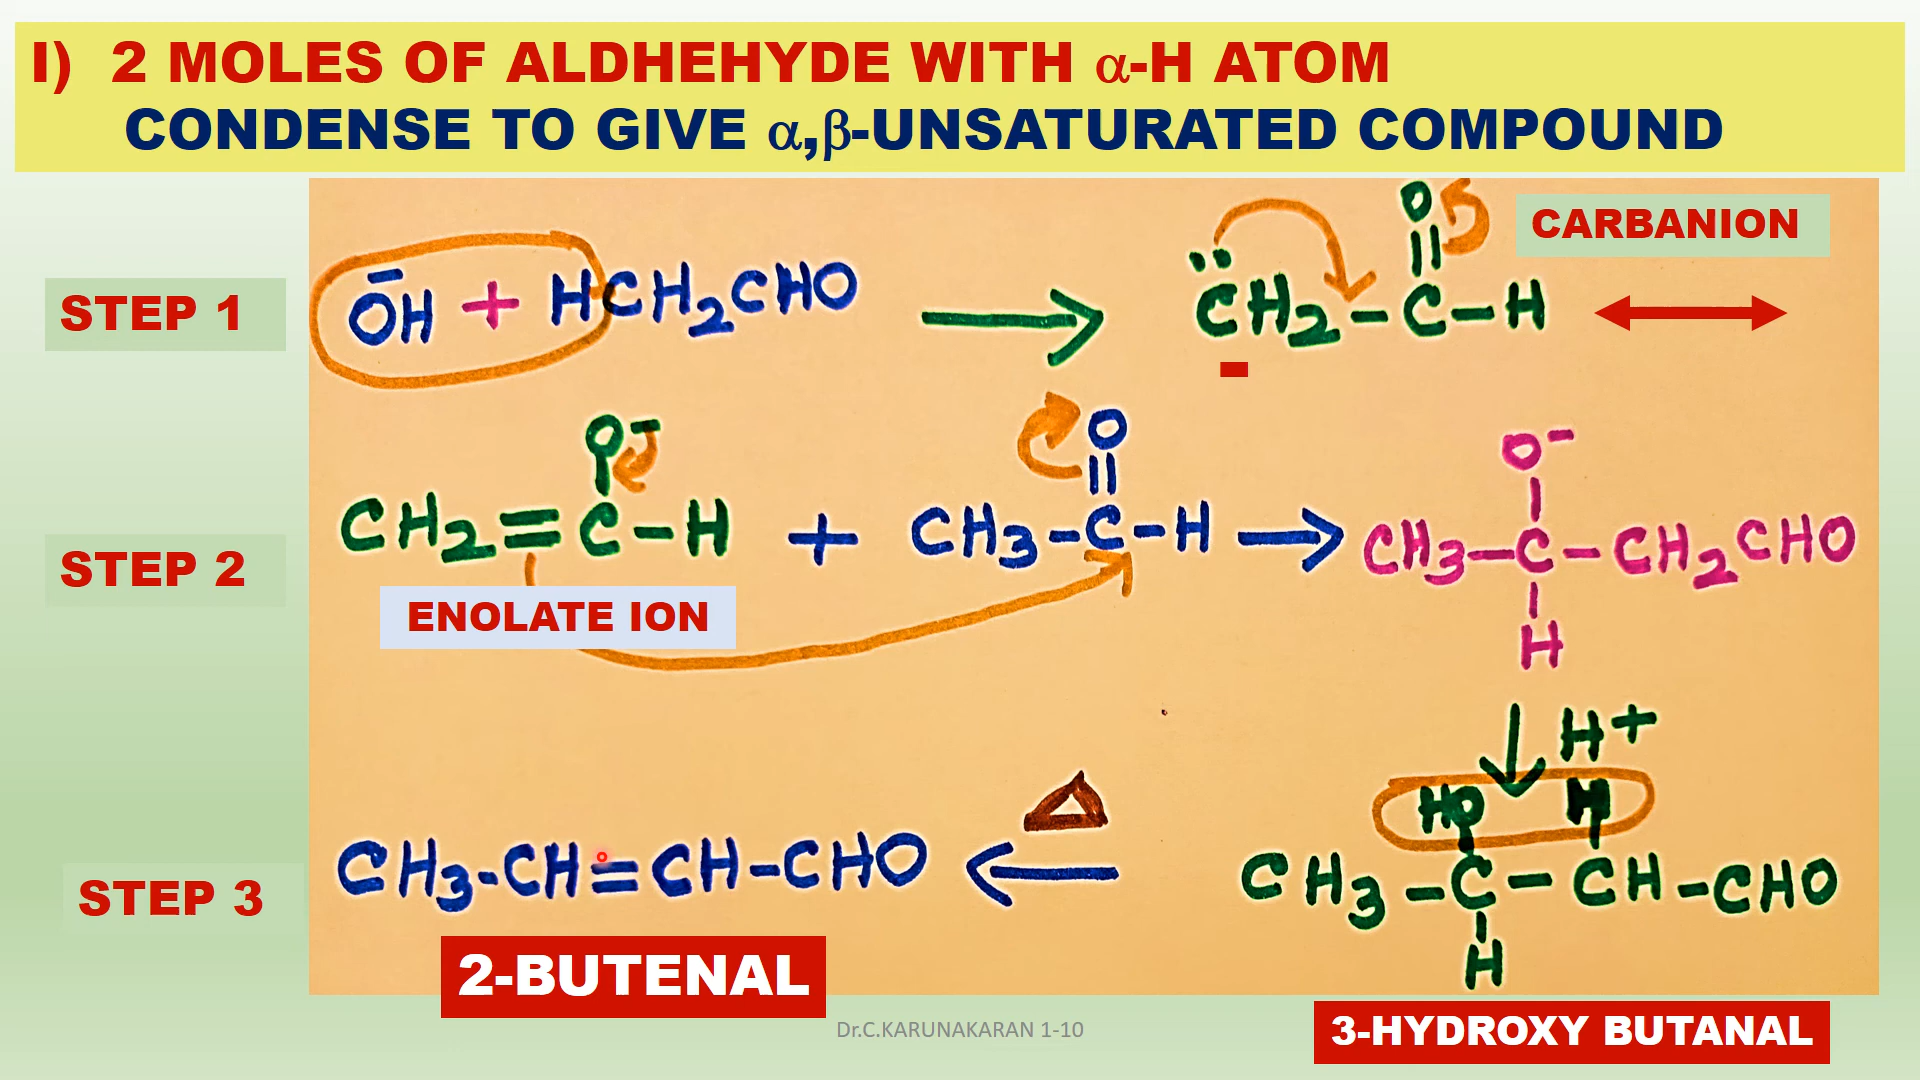 I) 2 MOLES OF ALDHEHYDE WITH α-H ATOM
CONDENSE TO GIVE α,β-UNSATURATED COMPOUND
CARBANION
STEP 1
ŌH + HCH2CHO → C̈H2-C-H
O
-
STEP 2
O-
CH2=C-H + CH3-C-H → CH3-C-CH2CHO
O
O-
H
ENOLATE ION
H+
STEP 3
HO H
CH3-CH=CH-CHO ← CH3-C-CH-CHO
Δ
H
2-BUTENAL
3-HYDROXY BUTANAL
Dr.C.KARUNAKARAN 1-10